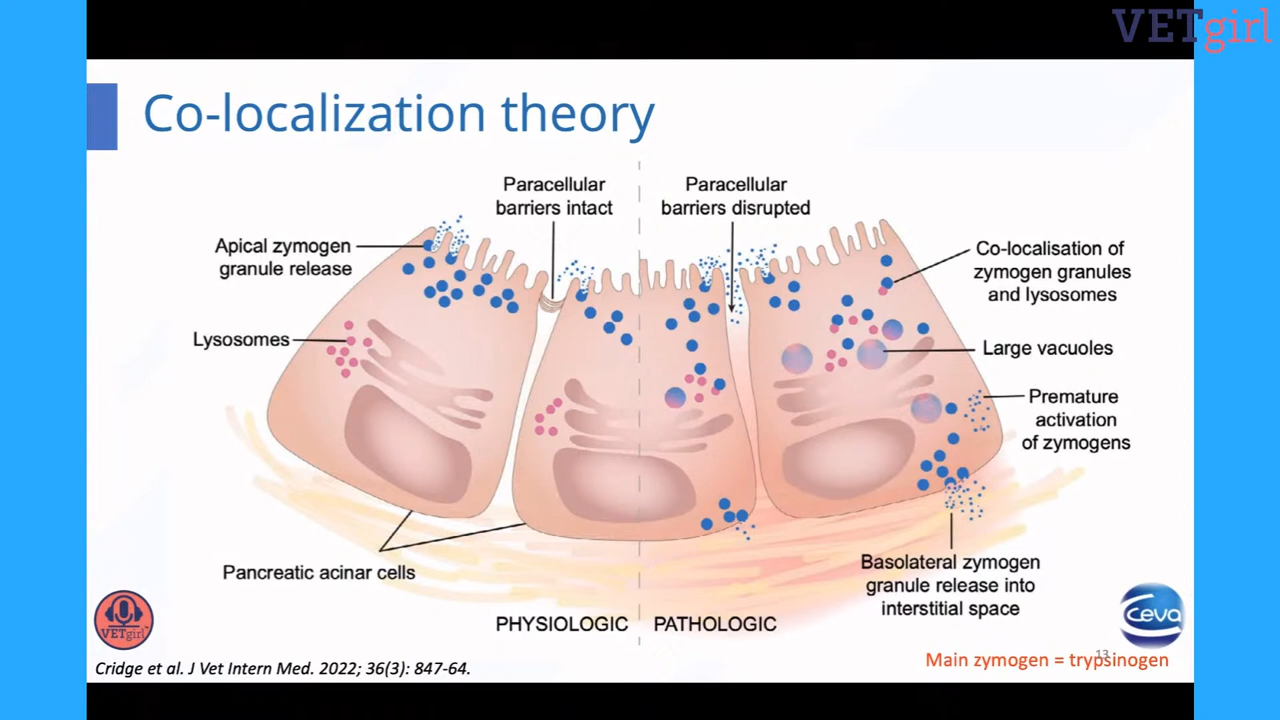 VETgirl
Co-localization theory
Paracellular
barriers intact
Paracellular
barriers disrupted
Apical zymogen
granule release
Co-localisation of
zymogen granules
and lysosomes
Lysosomes
Large vacuoles
Premature
activation
of zymogens
Pancreatic acinar cells
Basolateral zymogen
granule release into
interstitial space
PHYSIOLOGIC
PATHOLOGIC
VETgirl
ceva
13
Main zymogen = trypsinogen
Cridge et al. J Vet Intern Med. 2022; 36(3): 847-64.